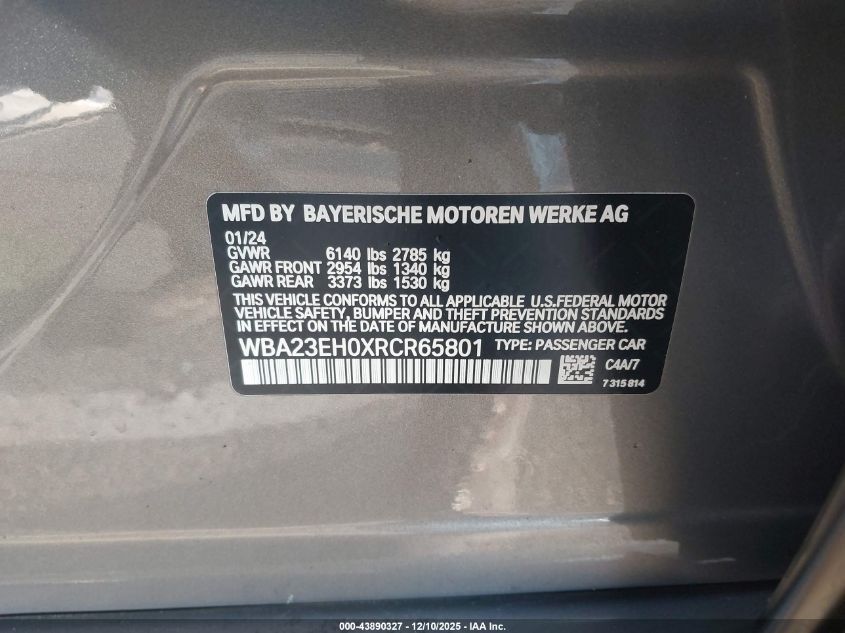 MFD BY BAYERISCHE MOTOREN WERKE AG
01/24
GVWR 6140 lbs 2785 kg
GAWR FRONT 2954 lbs 1340 kg
GAWR REAR 3373 lbs 1530 kg
THIS VEHICLE CONFORMS TO ALL APPLICABLE U.S.FEDERAL MOTOR
VEHICLE SAFETY, BUMPER AND THEFT PREVENTION STANDARDS
IN EFFECT ON THE DATE OF MANUFACTURE SHOWN ABOVE.
WBA23EH0XRCR65801 TYPE: PASSENGER CAR
C4A/7
7 315 814
000-43890327 - 12/10/2025 - IAA Inc.